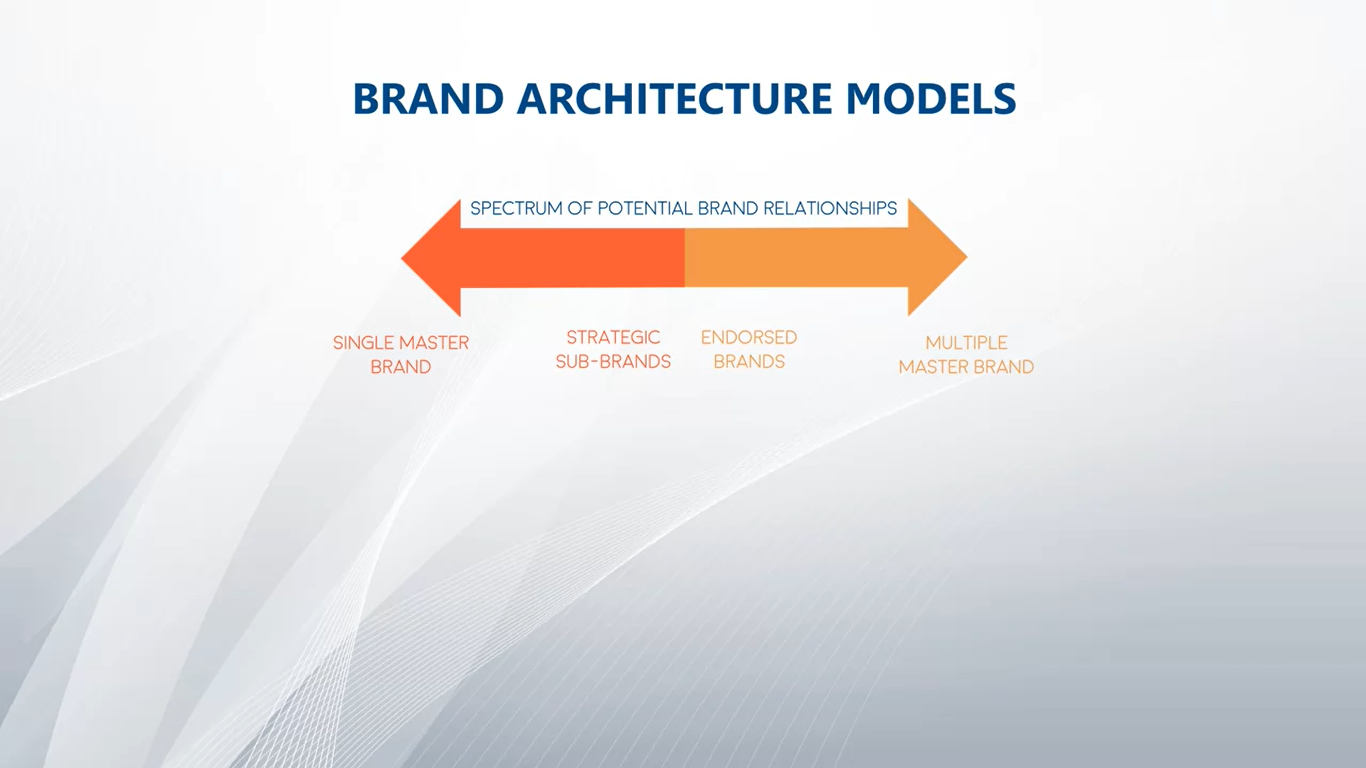 BRAND ARCHITECTURE MODELS
SPECTRUM OF POTENTIAL BRAND RELATIONSHIPS
SINGLE MASTER
BRAND
STRATEGIC
SUB-BRANDS
ENDORSED
BRANDS
MULTIPLE
MASTER BRAND